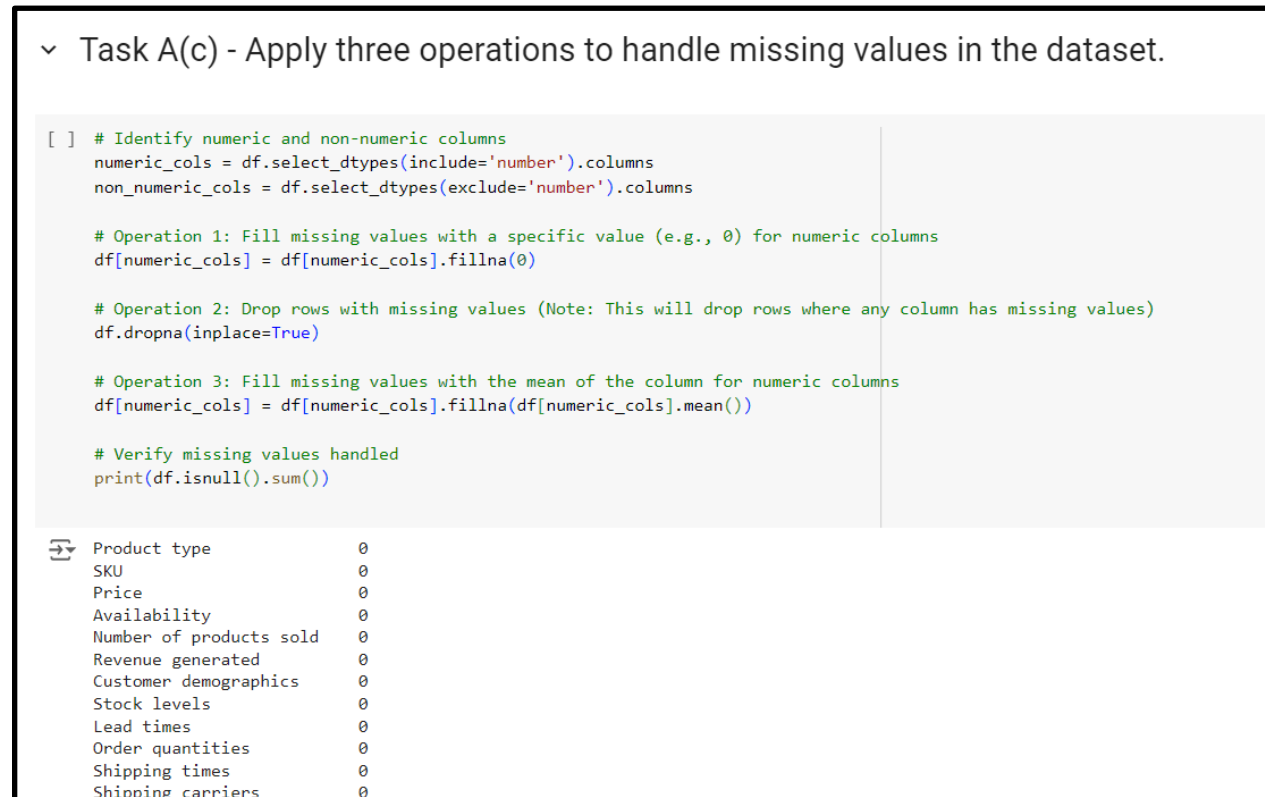 Task A(c) - Apply three operations to handle missing values in the dataset.
[ ] # Identify numeric and non-numeric columns
numeric_cols = df.select_dtypes(include='number').columns
non_numeric_cols = df.select_dtypes(exclude='number').columns
# Operation 1: Fill missing values with a specific value (e.g., 0) for numeric columns
df[numeric_cols] = df[numeric_cols].fillna(0)
# Operation 2: Drop rows with missing values (Note: This will drop rows where any column has missing values)
df.dropna(inplace=True)
# Operation 3: Fill missing values with the mean of the column for numeric columns
df[numeric_cols] = df[numeric_cols].fillna(df[numeric_cols].mean())
# Verify missing values handled
print(df.isnull().sum())
Product type 0
SKU 0
Price 0
Availability 0
Number of products sold 0
Revenue generated 0
Customer demographics 0
Stock levels 0
Lead times 0
Order quantities 0
Shipping times 0
Shipping carriers 0